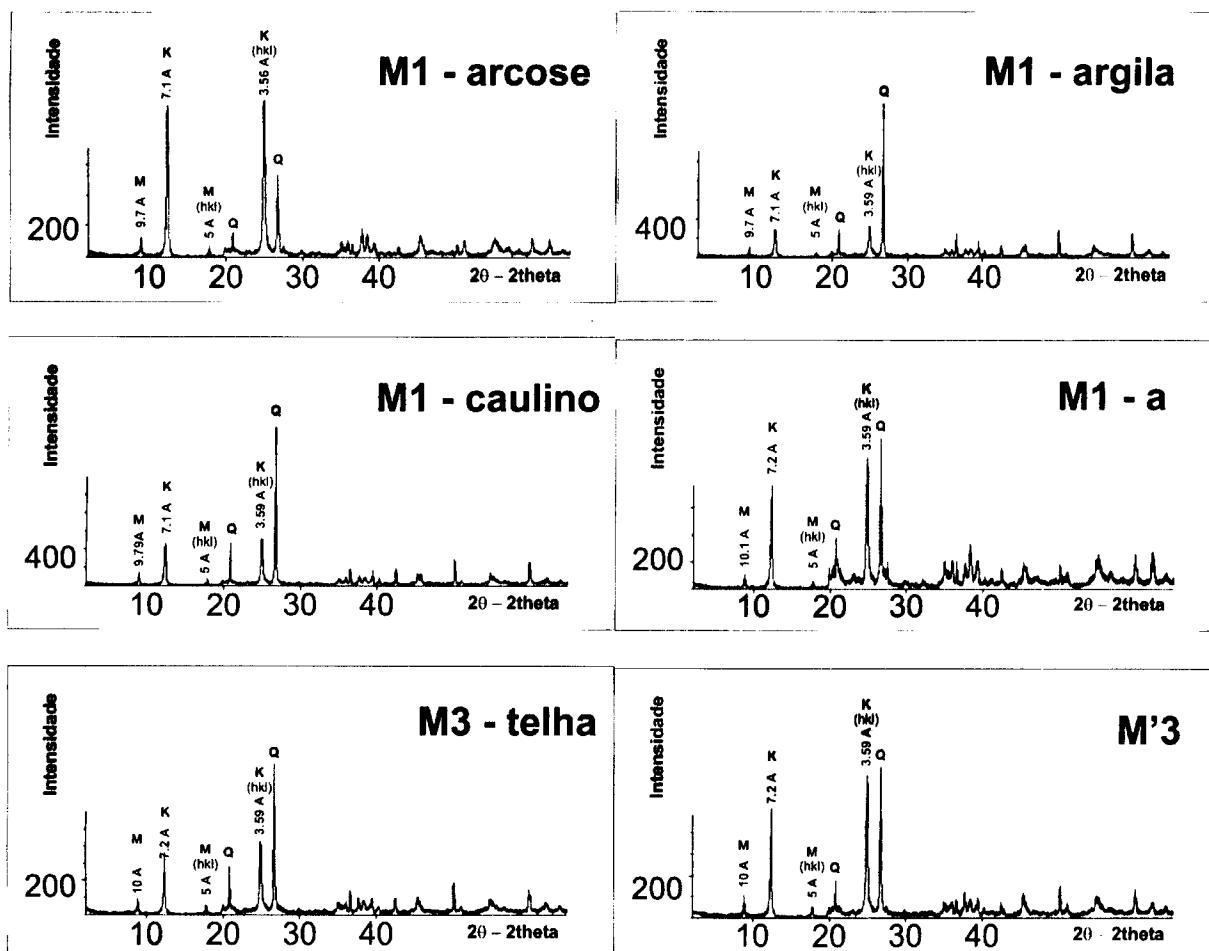 M1 - arcose
Intensidade
200
M
9.7 A
K
7.1 A
M
(hkl)
5 A
Q
K
(hkl)
3.56 A
Q
10 20 30 40 2θ – 2theta
M1 - argila
Intensidade
400
M
9.7 A
K
7.1 A
M
(hkl)
5 A
Q
K
(hkl)
3.59 A
Q
10 20 30 40 2θ – 2theta
M1 - caulino
Intensidade
400
M
9.79A
K
7.1 A
M
(hkl)
5 A
Q
K
(hkl)
3.59 A
Q
10 20 30 40 2θ – 2theta
M1 - a
Intensidade
200
M
10.1 A
K
7.2 A
M
(hkl)
5 A
Q
K
(hkl)
3.59 A
Q
10 20 30 40 2θ – 2theta
M3 - telha
Intensidade
200
M
10 A
K
7.2 A
M
(hkl)
5 A
Q
K
(hkl)
3.59 A
Q
10 20 30 40 2θ – 2theta
M'3
Intensidade
200
M
10 A
K
7.2 A
M
(hkl)
5 A
Q
K
(hkl)
3.59 A
Q
10 20 30 40 2θ – 2theta